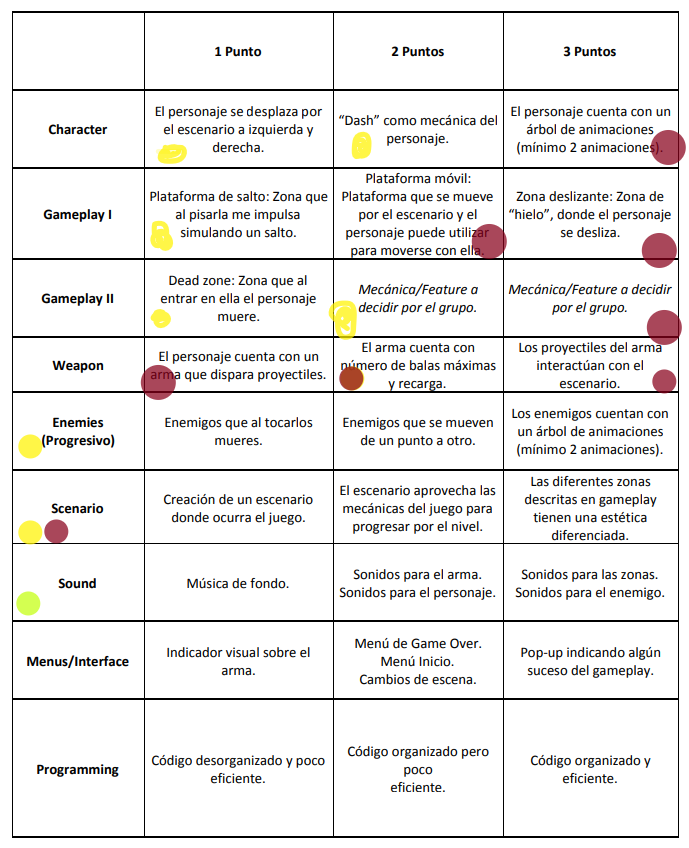 1 Punto
2 Puntos
3 Puntos
Character
El personaje se desplaza por
el escenario a izquierda y
derecha.
“Dash” como mecánica del
personaje.
El personaje cuenta con un
árbol de animaciones
(mínimo 2 animaciones).
Gameplay I
Plataforma de salto: Zona que
al pisarla me impulsa
simulando un salto.
Plataforma móvil:
Plataforma que se mueve
por el escenario y el
personaje puede utilizar
para moverse con ella.
Zona deslizante: Zona de
“hielo”, donde el personaje
se desliza.
Gameplay II
Dead zone: Zona que al
entrar en ella el personaje
muere.
Mecánica/Feature a
decidir por el grupo.
Mecánica/Feature a decidir
por el grupo.
Weapon
El personaje cuenta con un
arma que dispara proyectiles.
El arma cuenta con
número de balas máximas
y recarga.
Los proyectiles del arma
interactúan con el
escenario.
Enemies
(Progresivo)
Enemigos que al tocarlos
mueres.
Enemigos que se mueven
de un punto a otro.
Los enemigos cuentan con
un árbol de animaciones
(mínimo 2 animaciones).
Scenario
Creación de un escenario
donde ocurra el juego.
El escenario aprovecha las
mecánicas del juego para
progresar por el nivel.
Las diferentes zonas
descritas en gameplay
tienen una estética
diferenciada.
Sound
Música de fondo.
Sonidos para el arma.
Sonidos para el personaje.
Sonidos para las zonas.
Sonidos para el enemigo.
Menus/Interface
Indicador visual sobre el
arma.
Menú de Game Over.
Menú Inicio.
Cambios de escena.
Pop-up indicando algún
suceso del gameplay.
Programming
Código desorganizado y poco
eficiente.
Código organizado pero
poco
eficiente.
Código organizado y
eficiente.